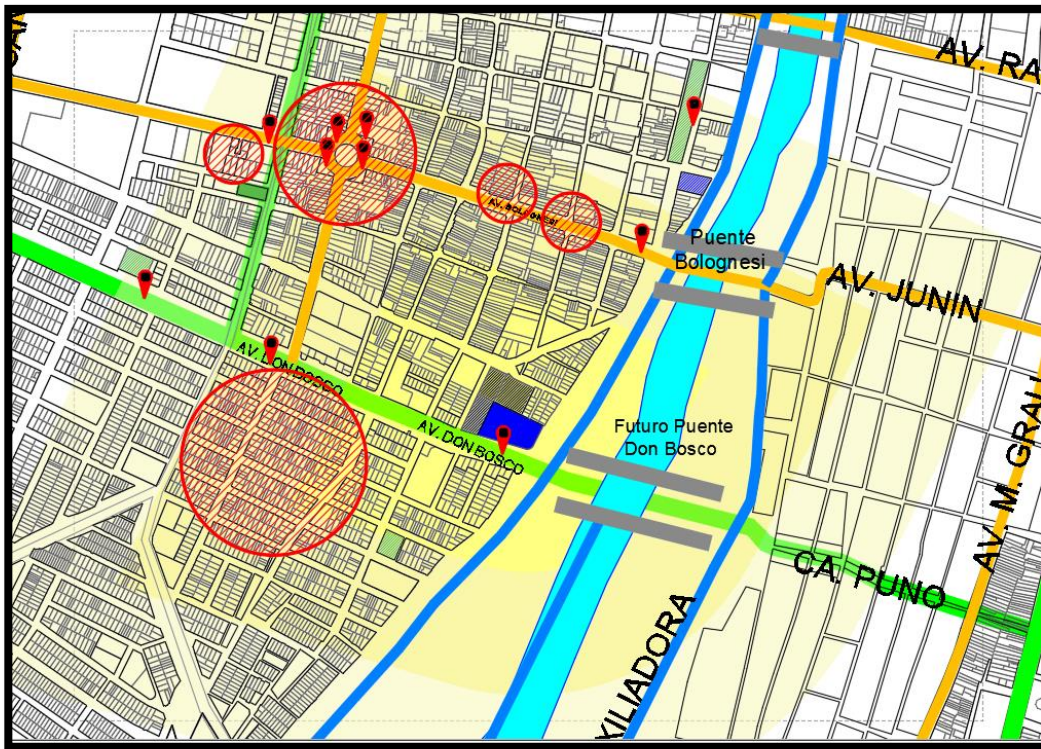 AV. RA
AV. BOLOGNESI
Puente
Bolognesi
AV. JUNIN
AV. DON BOSCO
AV. DON BOSCO
Futuro Puente
Don Bosco
AV. M. GRAU
CA. PUNO
XILIADORA